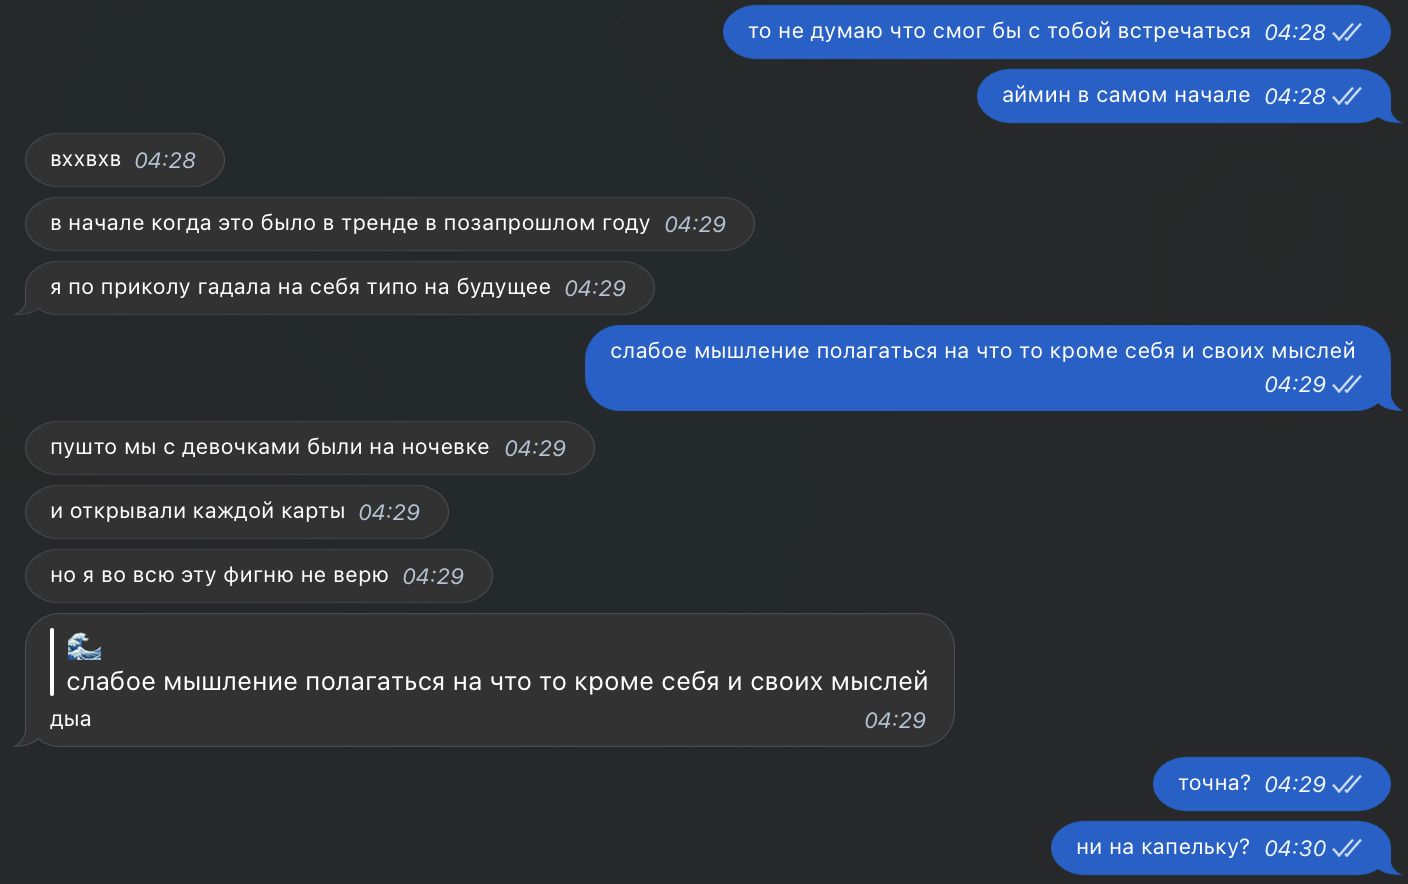 то не думаю что смог бы с тобой встречаться 04:28
аймин в самом начале 04:28
вххвхв 04:28
в начале когда это было в тренде в позапрошлом году 04:29
я по приколу гадала на себя типо на будущее 04:29
слабое мышление полагаться на что то кроме себя и своих мыслей
04:29
пушто мы с девочками были на ночевке 04:29
и открывали каждой карты 04:29
но я во всю эту фигню не верю 04:29
🌊
слабое мышление полагаться на что то кроме себя и своих мыслей
дыа 04:29
точна? 04:29
ни на капельку? 04:30